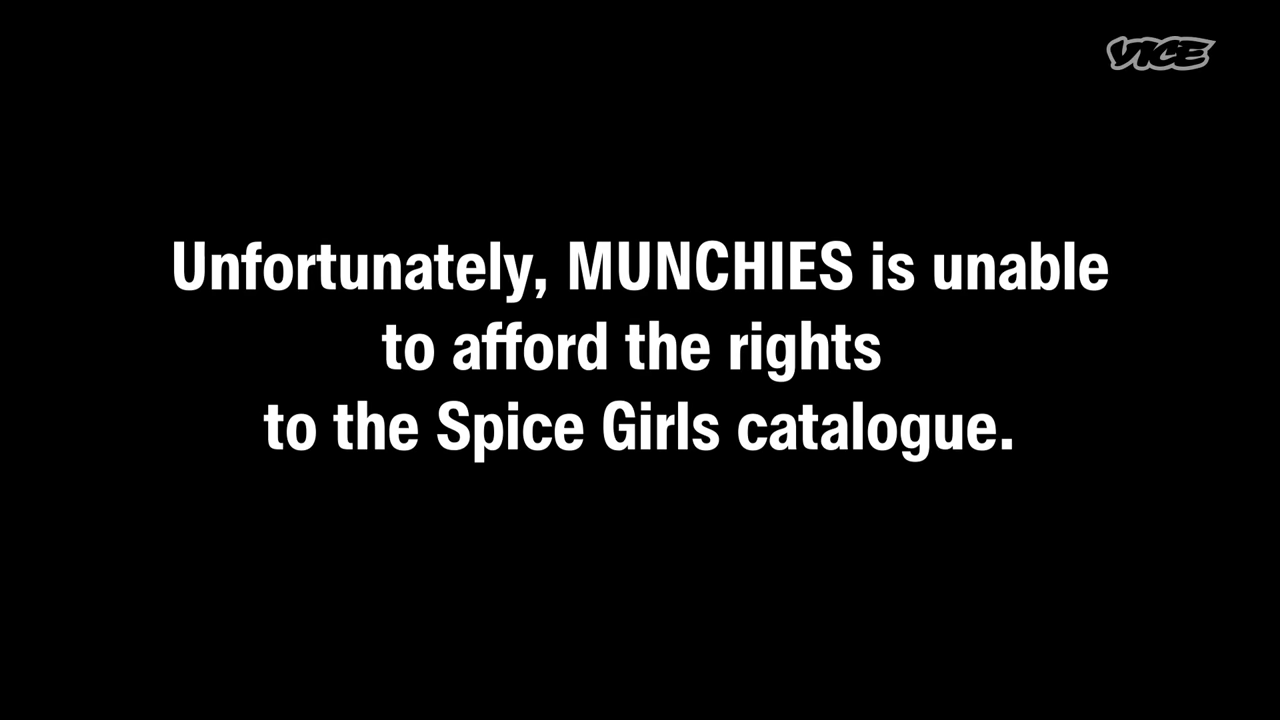 VICE
Unfortunately, MUNCHIES is unable
to afford the rights
to the Spice Girls catalogue.